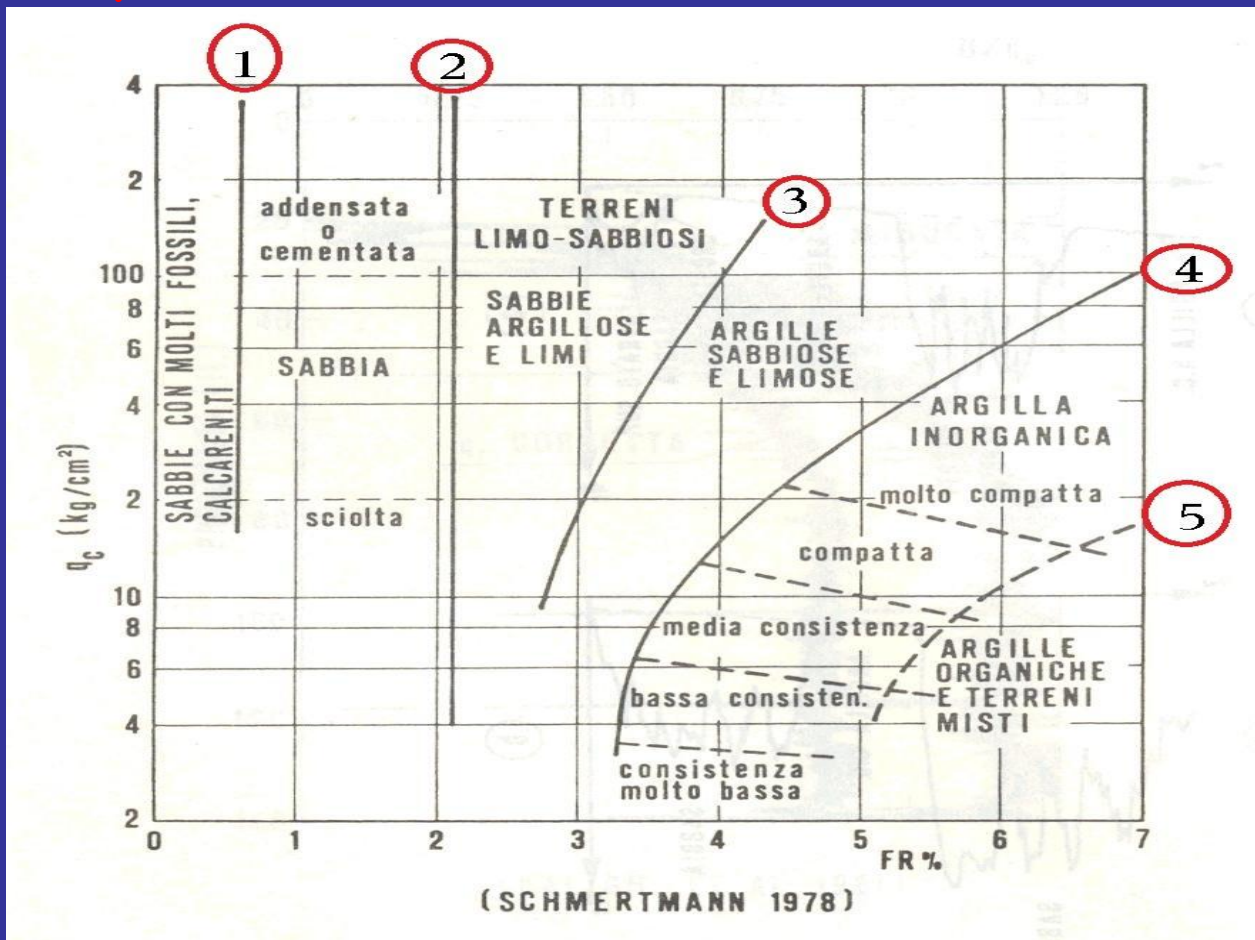 1
2
3
4
5
4
2
100
8
6
4
2
10
8
6
4
2
qc (kg/cm²)
SABBIE CON MOLTI FOSSILI,
CALCARENITI
addensata
o
cementata
SABBIA
sciolta
TERRENI
LIMO-SABBIOSI
SABBIE
ARGILLOSE
E LIMI
ARGILLE
SABBIOSE
E LIMOSE
ARGILLA
INORGANICA
molto compatta
compatta
media consistenza
bassa consisten.
consistenza
molto bassa
ARGILLE
ORGANICHE
E TERRENI
MISTI
0 1 2 3 4 5 6 7
FR%
(SCHMERTMANN 1978)